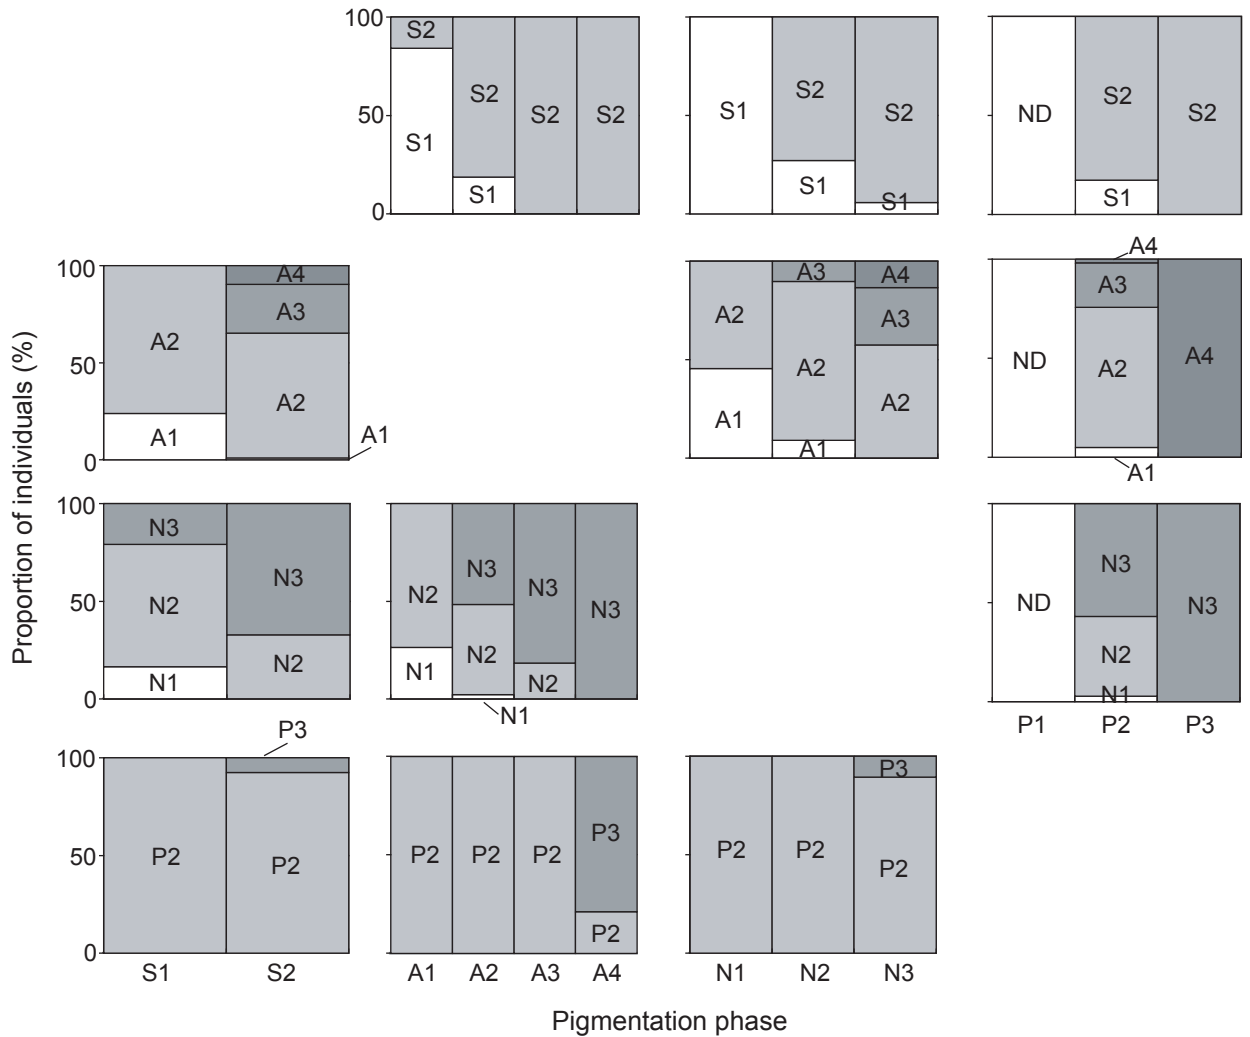 100
50
0
S2
S1
S2
S1
S2
S2
S1
S2
S1
S2
S1
ND
S2
S1
S2
Proportion of individuals (%)
100
50
0
A2
A1
A4
A3
A2
A1
A2
A1
A3
A2
A1
A4
A3
A2
ND
A4
A3
A2
A1
A4
100
50
0
N3
N2
N1
N3
N2
N2
N1
N3
N2
N1
N3
N2
N3
ND
N3
N2
N1
N3
P1 P2 P3
100
50
0
P2
P3
P2
P2
P2
P2
P3
P2
P2
P2
P3
P2
S1 S2 A1 A2 A3 A4 N1 N2 N3
Pigmentation phase